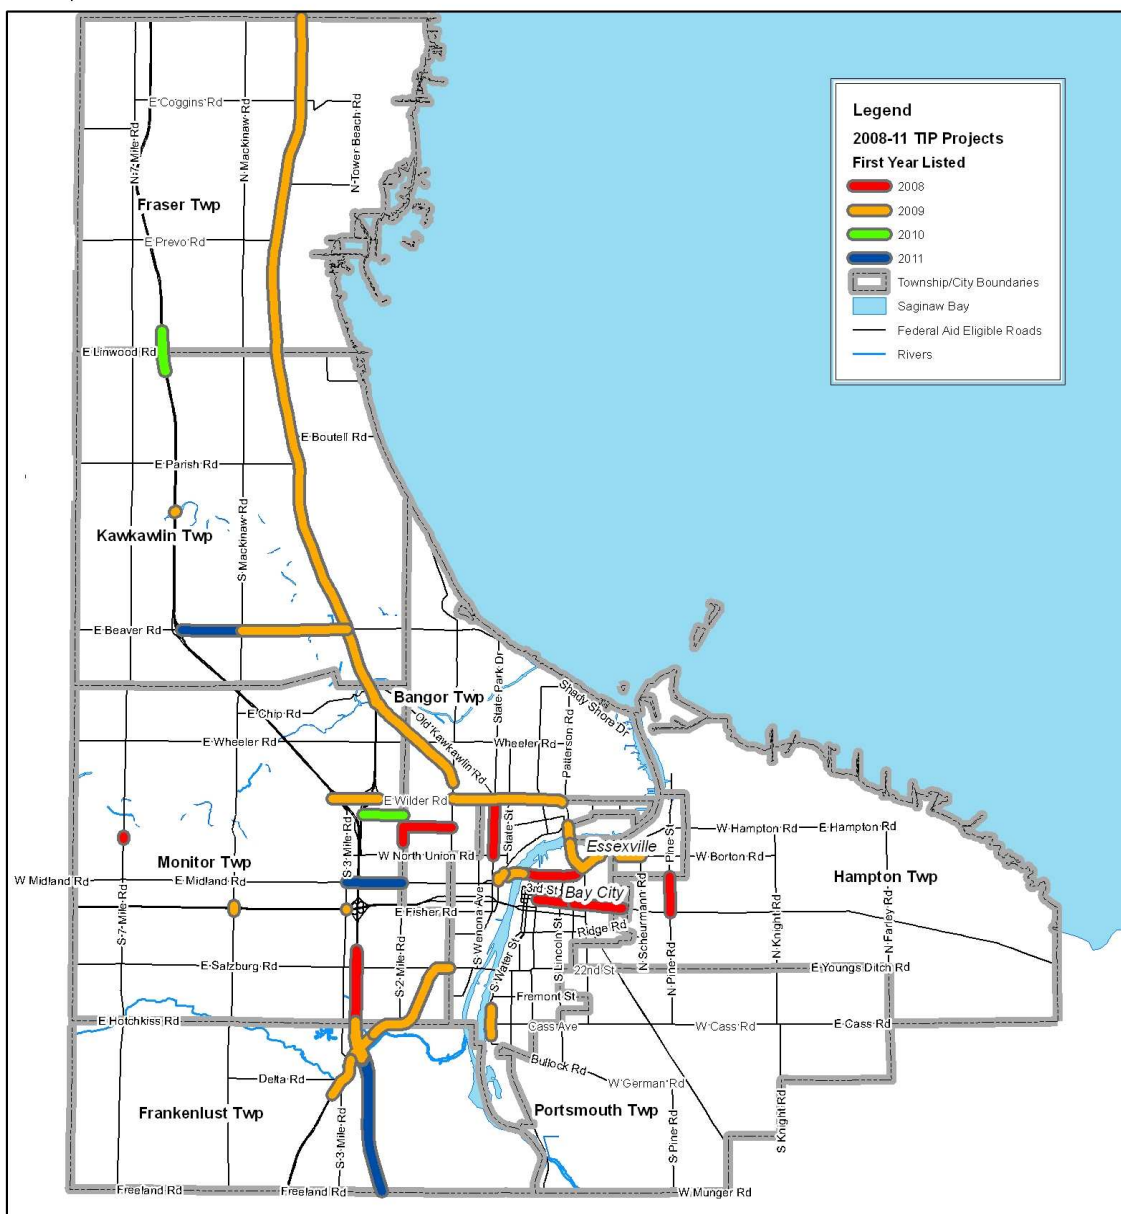 Legend
2008-11 TIP Projects
First Year Listed
2008
2009
2010
2011
Township/City Boundaries
Saginaw Bay
Federal Aid Eligible Roads
Rivers
E Coggins Rd
N 7 Mile Rd
N Mackinaw Rd
N Tower Beach Rd
Fraser Twp
E Prevo Rd
E Linwood Rd
E Boutell Rd
E Parish Rd
Kawkawlin Twp
S Mackinaw Rd
E Beaver Rd
Bangor Twp
State Park Dr
Shady Shore Dr
E Chip Rd
Old Kawkawlin Rd
E Wheeler Rd
Wheeler Rd
Patterson Rd
E Wilder Rd
S 3 Mile Rd
State St
Pine St
W Hampton Rd
E Hampton Rd
Essexville
W North Union Rd
W Borton Rd
Monitor Twp
Hampton Twp
W Midland Rd
E Midland Rd
3rd St
Bay City
S 7 Mile Rd
E Fisher Rd
S Wenona Ave
Ridge Rd
N Scheurmann Rd
N Knight Rd
N Farley Rd
S Water St
S Lincoln St
E Salzburg Rd
S 2 Mile Rd
22nd St
N Pine Rd
E Youngs Ditch Rd
Fremont St
E Hotchkiss Rd
Cass Ave
W Cass Rd
E Cass Rd
Bullock Rd
Delta Rd
W German Rd
Frankenlust Twp
Portsmouth Twp
S 3 Mile Rd
S Pine Rd
S Knight Rd
Freeland Rd
Freeland Rd
W Munger Rd